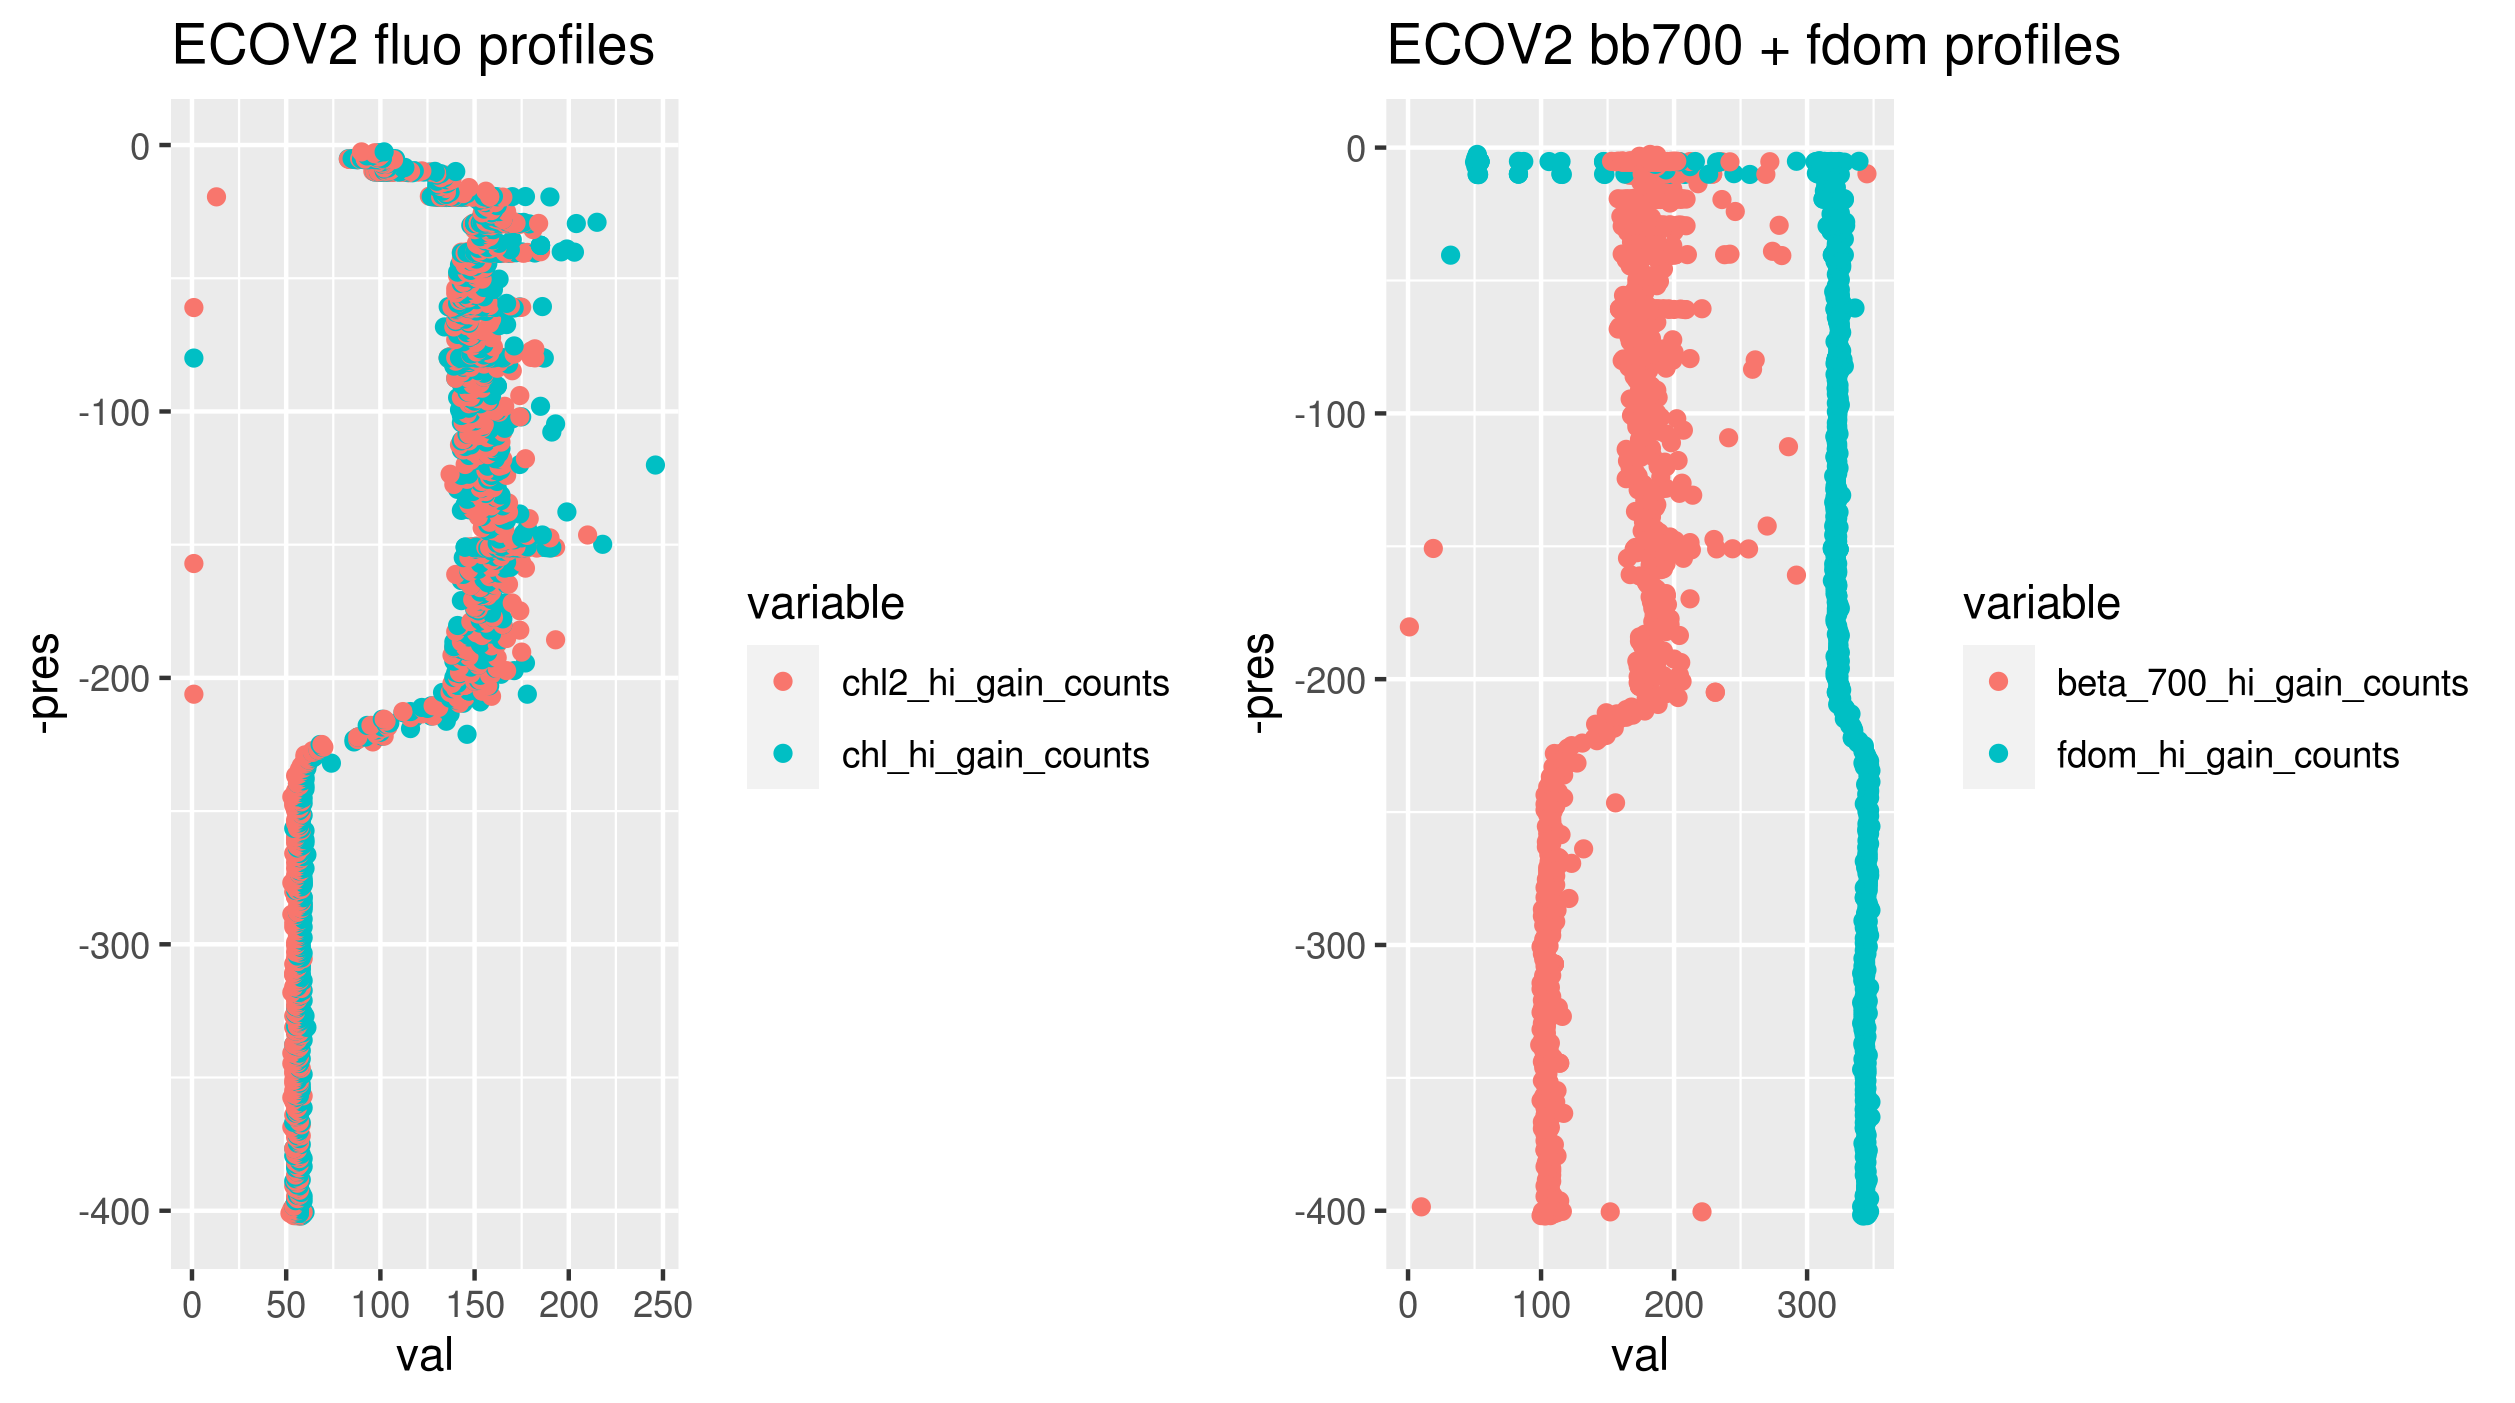 ECOV2 fluo profiles
0
-100
-200
-300
-400
-pres
0 50 100 150 200 250
val
variable
chl2_hi_gain_counts
chl_hi_gain_counts
ECOV2 bb700 + fdom profiles
0
-100
-200
-300
-400
-pres
0 100 200 300
val
variable
beta_700_hi_gain_counts
fdom_hi_gain_counts